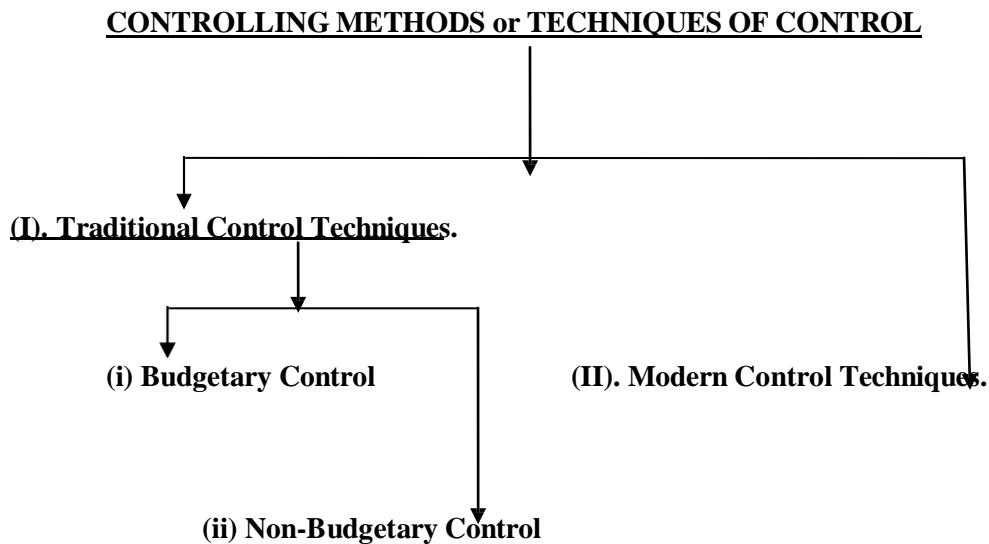 CONTROLLING METHODS or TECHNIQUES OF CONTROL
(I). Traditional Control Techniques.
(i) Budgetary Control
(II). Modern Control Techniques.
(ii) Non-Budgetary Control